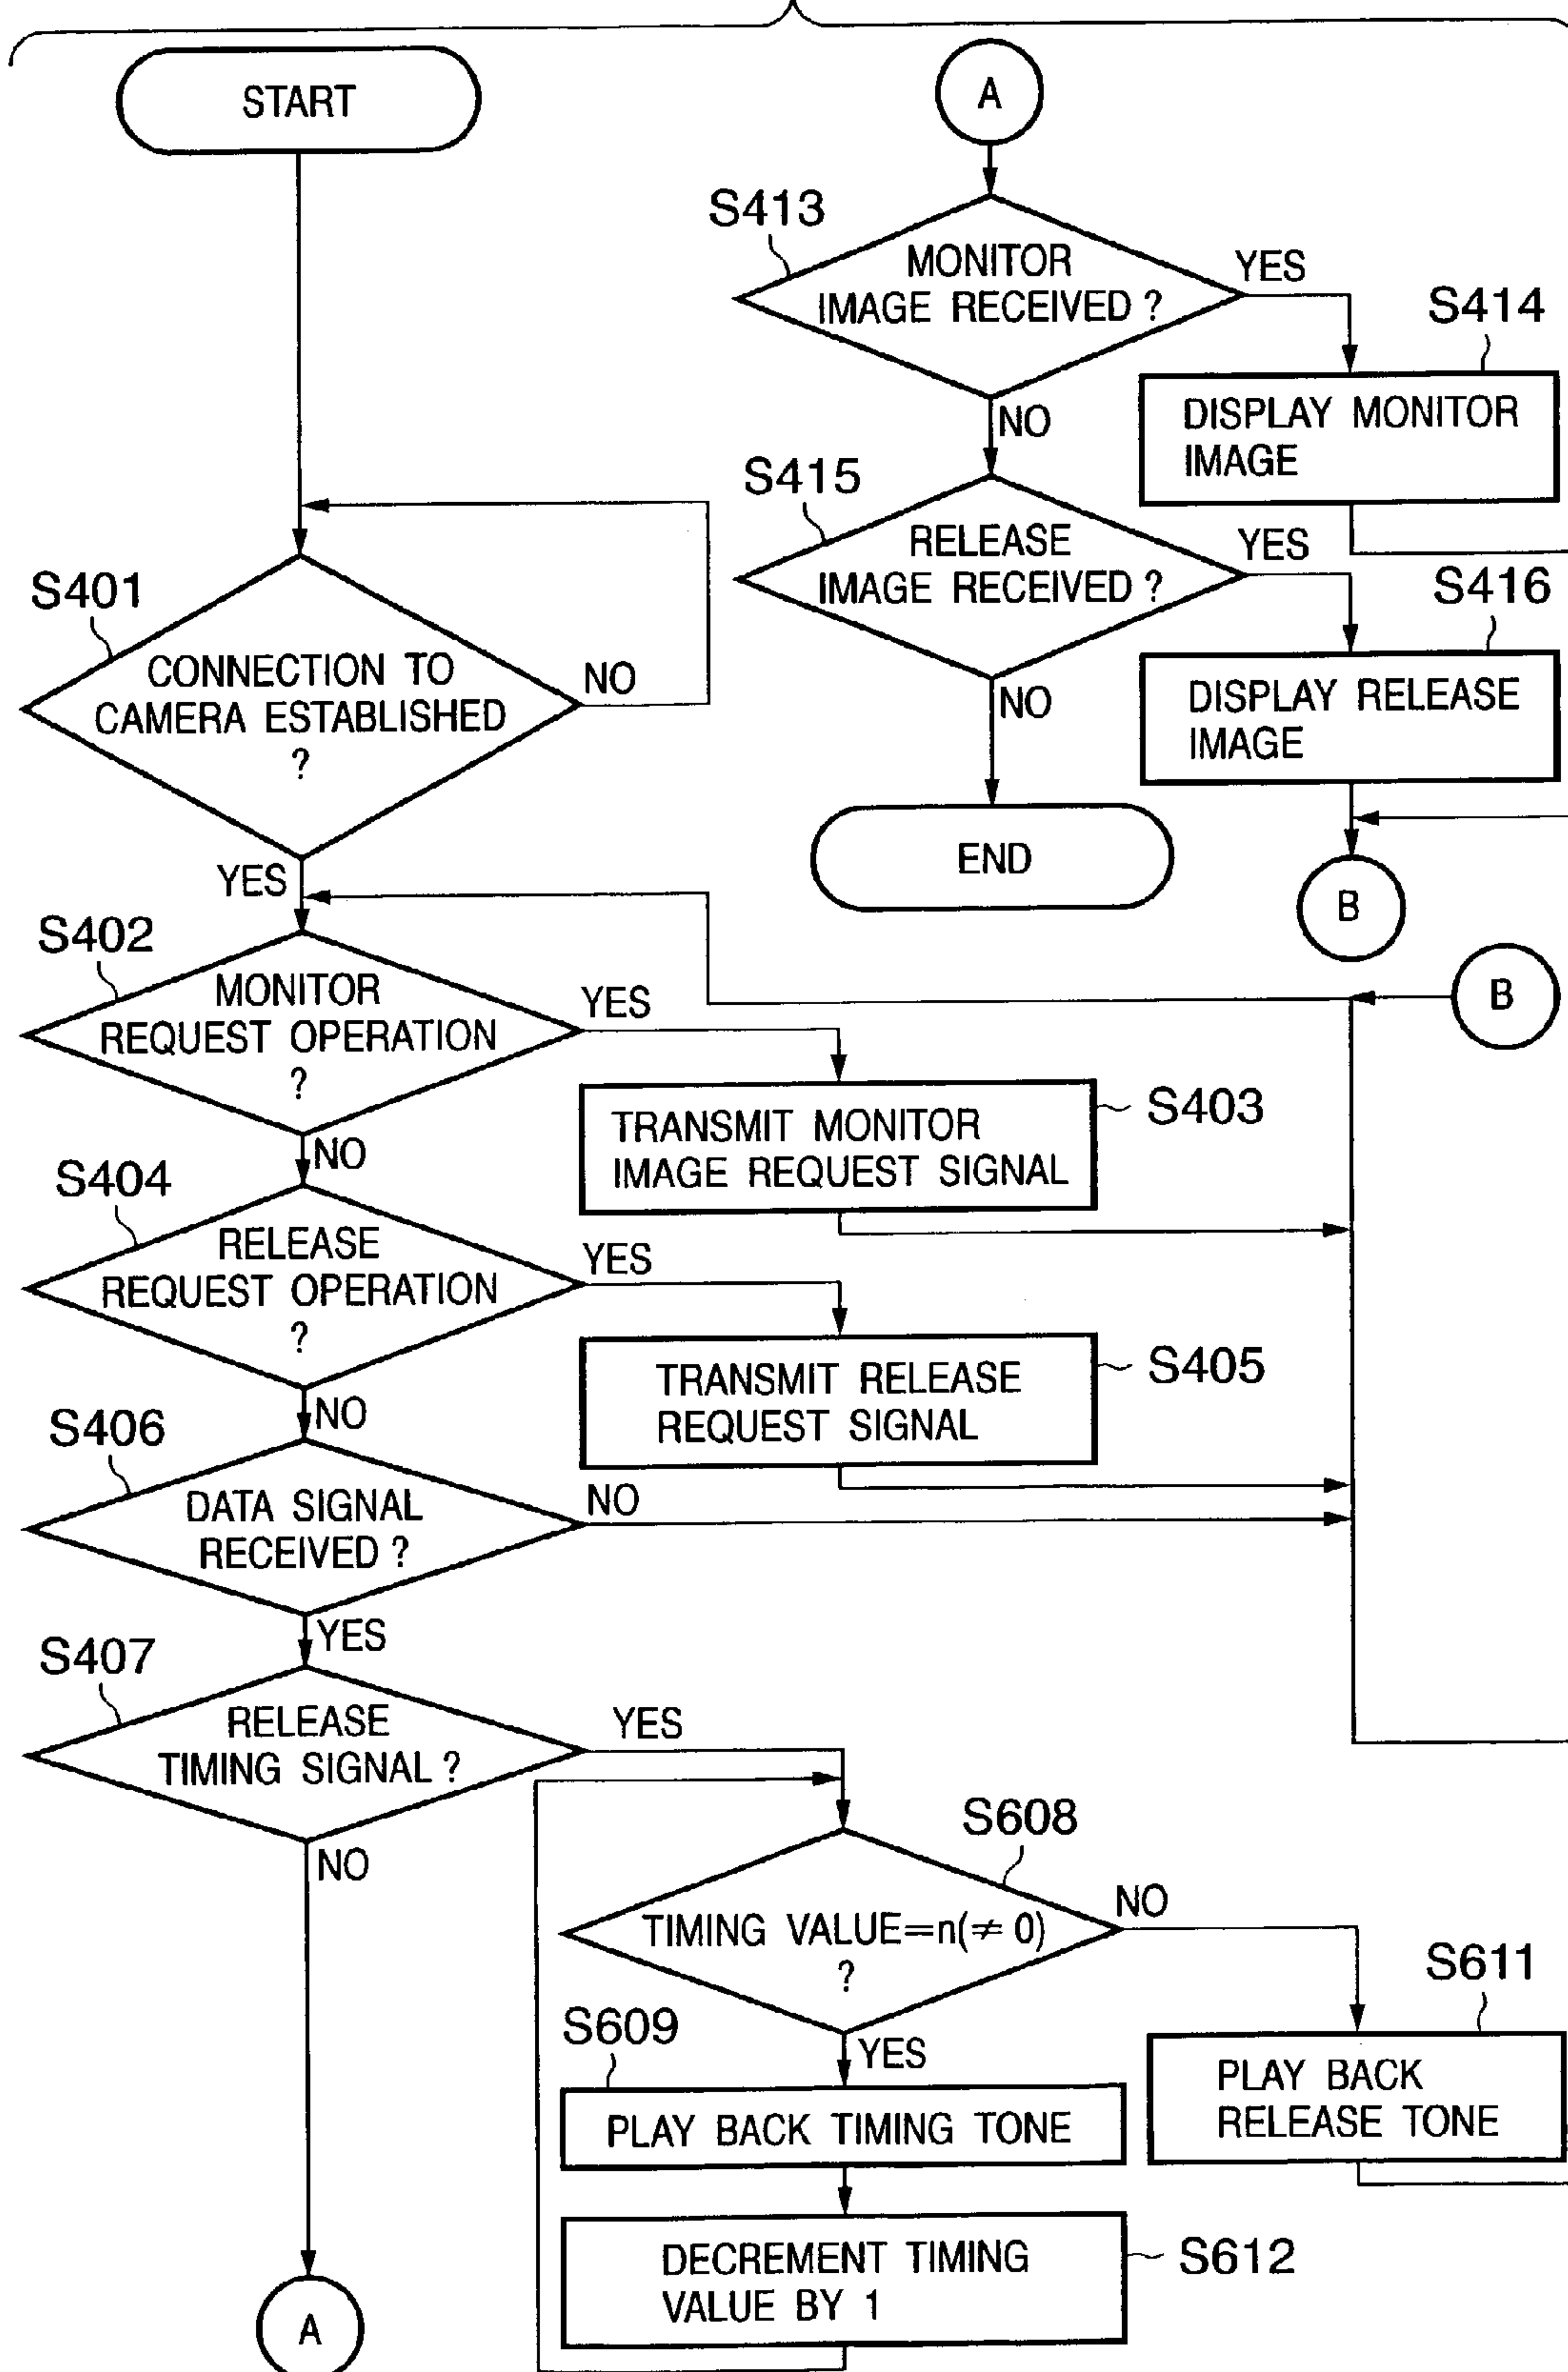 START
S401
CONNECTION TO
CAMERA ESTABLISHED
?
NO
YES
S402
MONITOR
REQUEST OPERATION
?
YES
NO
S403
TRANSMIT MONITOR
IMAGE REQUEST SIGNAL
S404
RELEASE
REQUEST OPERATION
?
YES
NO
S405
TRANSMIT RELEASE
REQUEST SIGNAL
S406
DATA SIGNAL
RECEIVED ?
NO
YES
S407
RELEASE
TIMING SIGNAL ?
YES
NO
A
S608
TIMING VALUE=n(≠ 0)
?
NO
YES
S609
PLAY BACK TIMING TONE
S611
PLAY BACK
RELEASE TONE
S612
DECREMENT TIMING
VALUE BY 1
A
S413
MONITOR
IMAGE RECEIVED ?
YES
NO
S414
DISPLAY MONITOR
IMAGE
S415
RELEASE
IMAGE RECEIVED ?
YES
NO
S416
DISPLAY RELEASE
IMAGE
END
B
B